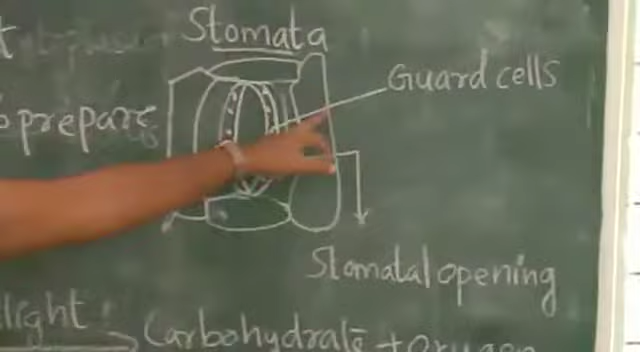 Stomata
Guard cells
prepare
Stomatal opening
light
Carbohydrate + oxygen